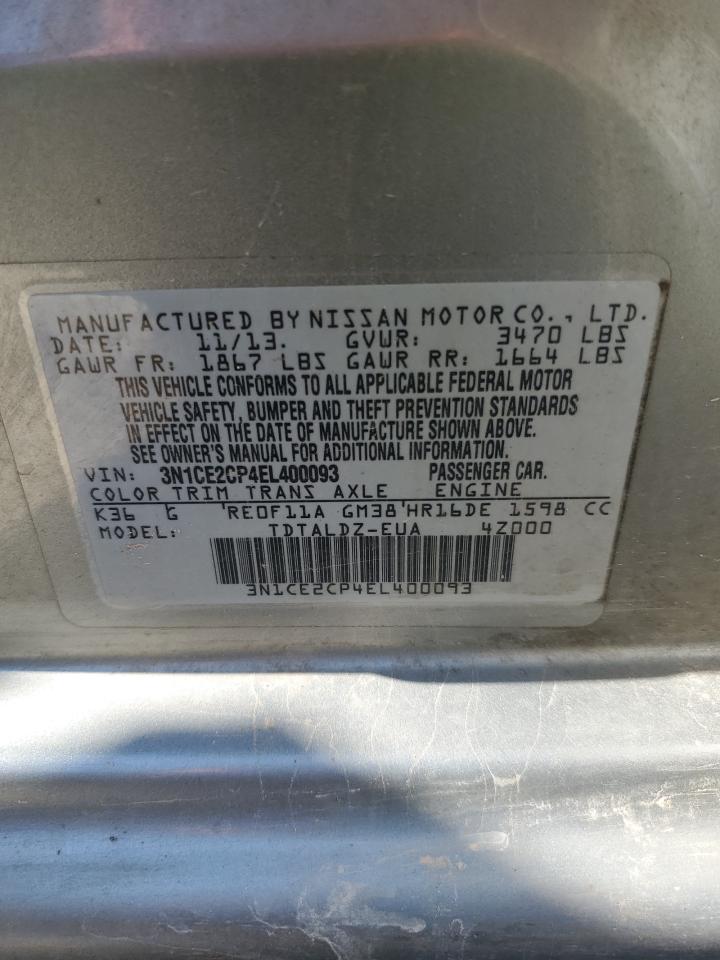 MANUFACTURED BY NISSAN MOTOR CO., LTD.
DATE: 11/13. GVWR: 3470 LBS
GAWR FR: 1867 LBS GAWR RR: 1664 LBS
THIS VEHICLE CONFORMS TO ALL APPLICABLE FEDERAL MOTOR
VEHICLE SAFETY, BUMPER AND THEFT PREVENTION STANDARDS
IN EFFECT ON THE DATE OF MANUFACTURE SHOWN ABOVE.
SEE OWNER'S MANUAL FOR ADDITIONAL INFORMATION.
VIN: 3N1CE2CP4EL400093 PASSENGER CAR.
COLOR TRIM TRANS AXLE ENGINE
K36 G 'RE0F11A GM38'HR16DE 1598 CC
MODEL: TDTALDZ-EUA 4Z000
3N1CE2CP4EL400093